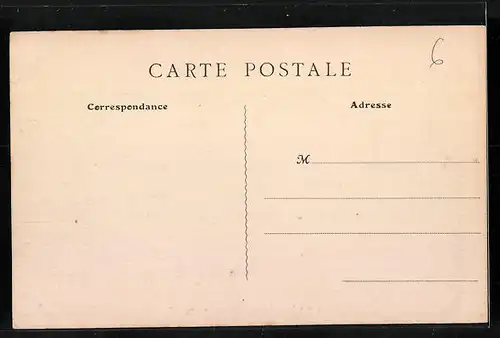 6
CARTE POSTALE
Correspondance
Adresse
M